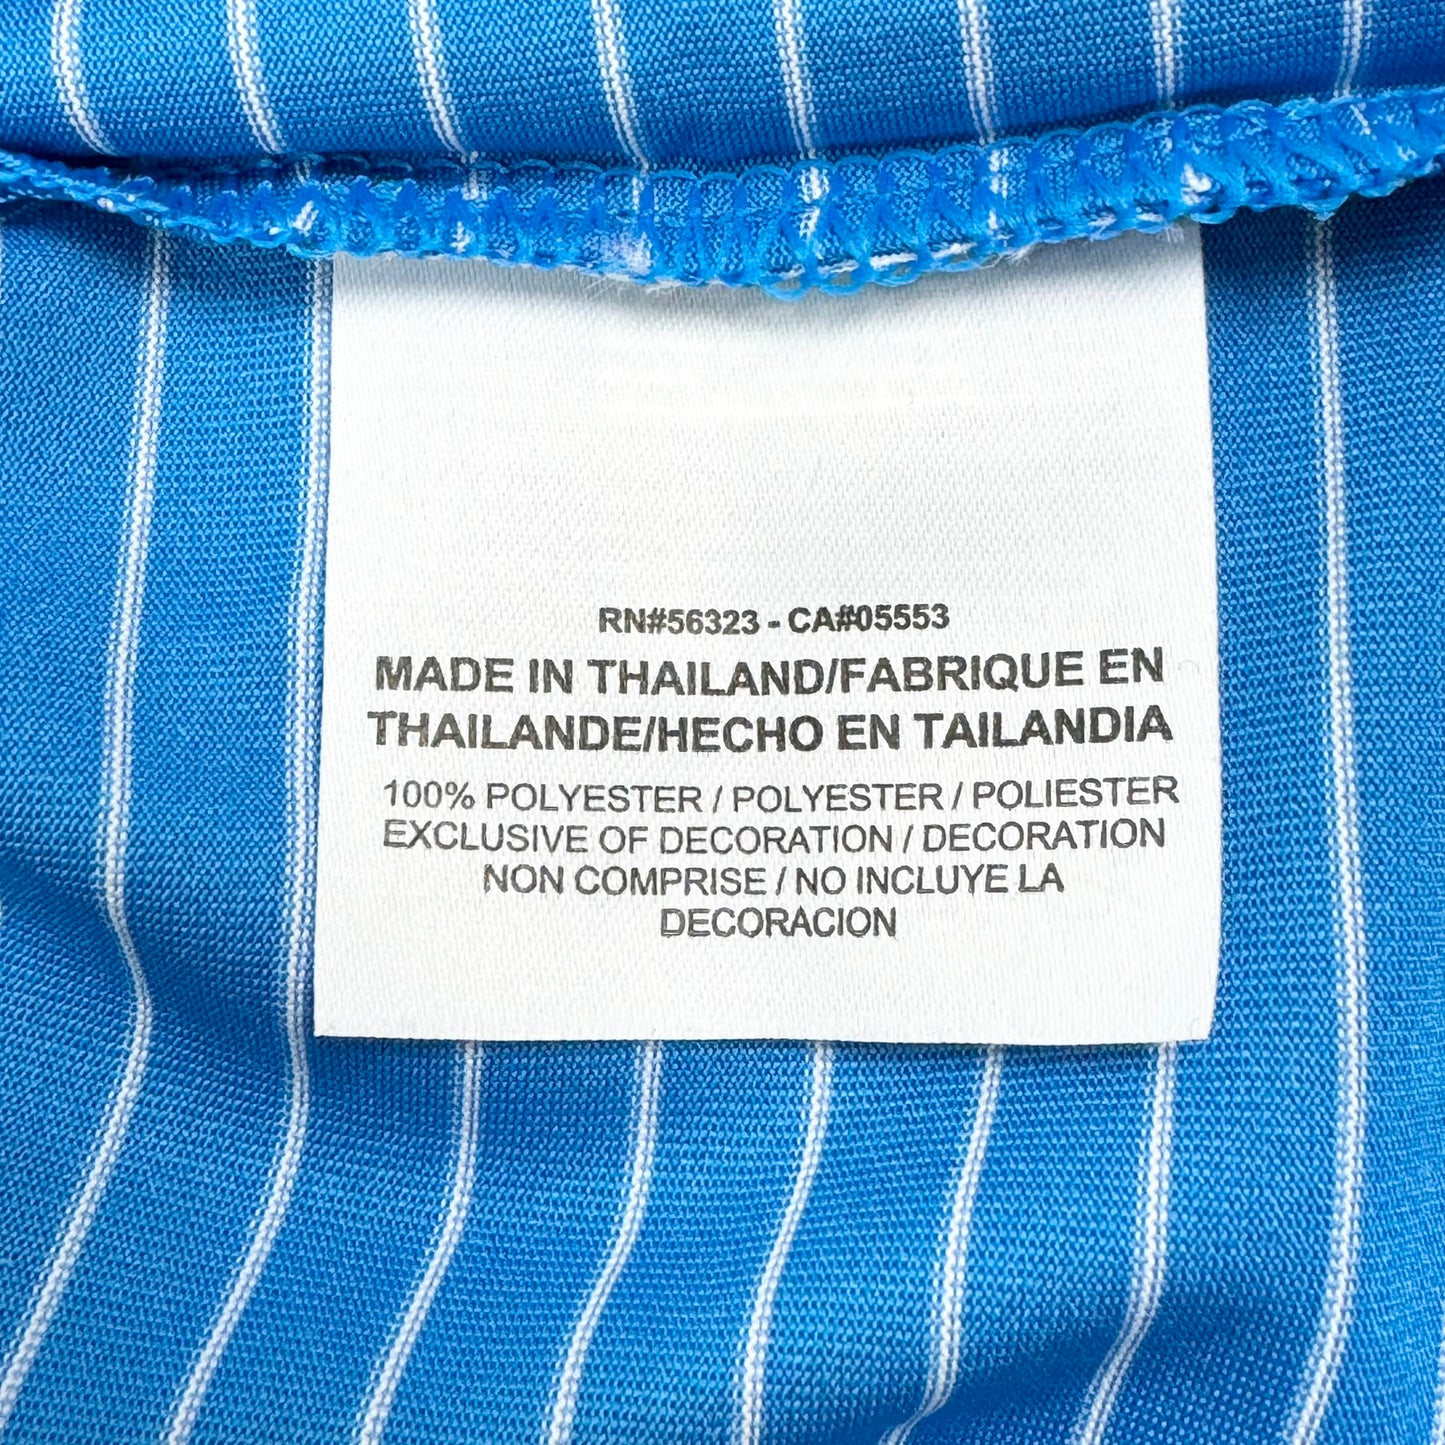 RN#56323 - CA#05553
MADE IN THAILAND/FABRIQUE EN
THAILANDE/HECHO EN TAILANDIA
100% POLYESTER / POLYESTER / POLIESTER
EXCLUSIVE OF DECORATION / DECORATION
NON COMPRISE / NO INCLUYE LA
DECORACION